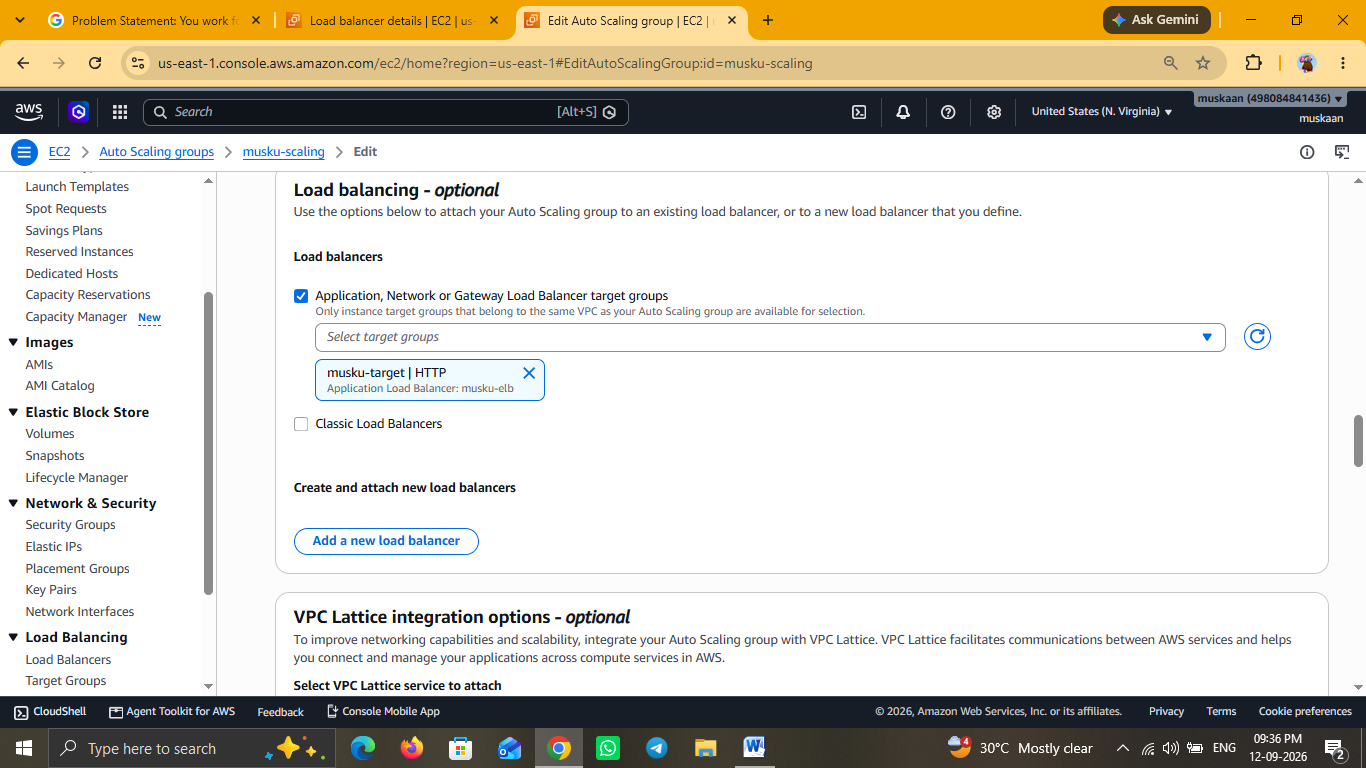 Problem Statement: You work f
Load balancer details | EC2 | us-
Edit Auto Scaling group | EC2 |
Ask Gemini
us-east-1.console.aws.amazon.com/ec2/home?region=us-east-1#EditAutoScalingGroup:id=musku-scaling
aws
Search
[Alt+S]
United States (N. Virginia)
muskaan (498084841436)
muskaan
EC2
Auto Scaling groups
musku-scaling
Edit
Launch Templates
Spot Requests
Savings Plans
Reserved Instances
Dedicated Hosts
Capacity Reservations
Capacity Manager New
Images
AMIs
AMI Catalog
Elastic Block Store
Volumes
Snapshots
Lifecycle Manager
Network & Security
Security Groups
Elastic IPs
Placement Groups
Key Pairs
Network Interfaces
Load Balancing
Load Balancers
Target Groups
Load balancing - optional
Use the options below to attach your Auto Scaling group to an existing load balancer, or to a new load balancer that you define.
Load balancers
Application, Network or Gateway Load Balancer target groups
Only instance target groups that belong to the same VPC as your Auto Scaling group are available for selection.
Select target groups
musku-target | HTTP
Application Load Balancer: musku-elb
Classic Load Balancers
Create and attach new load balancers
Add a new load balancer
VPC Lattice integration options - optional
To improve networking capabilities and scalability, integrate your Auto Scaling group with VPC Lattice. VPC Lattice facilitates communications between AWS services and helps
you connect and manage your applications across compute services in AWS.
Select VPC Lattice service to attach
CloudShell
Agent Toolkit for AWS
Feedback
Console Mobile App
© 2026, Amazon Web Services, Inc. or its affiliates.
Privacy
Terms
Cookie preferences
Type here to search
4
30°C Mostly clear
ENG
09:36 PM
12-09-2026
2